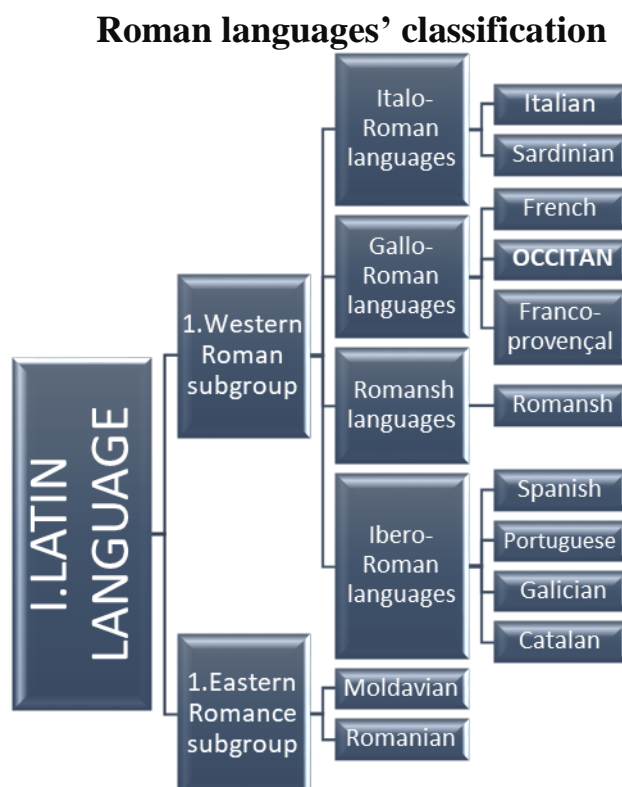 Roman languages’ classification
I.LATIN
LANGUAGE
1.Western
Roman
subgroup
Italo-
Roman
languages
Italian
Sardinian
Gallo-
Roman
languages
French
OCCITAN
Franco-
provençal
Romansh
languages
Romansh
Ibero-
Roman
languages
Spanish
Portuguese
Galician
Catalan
1.Eastern
Romance
subgroup
Moldavian
Romanian